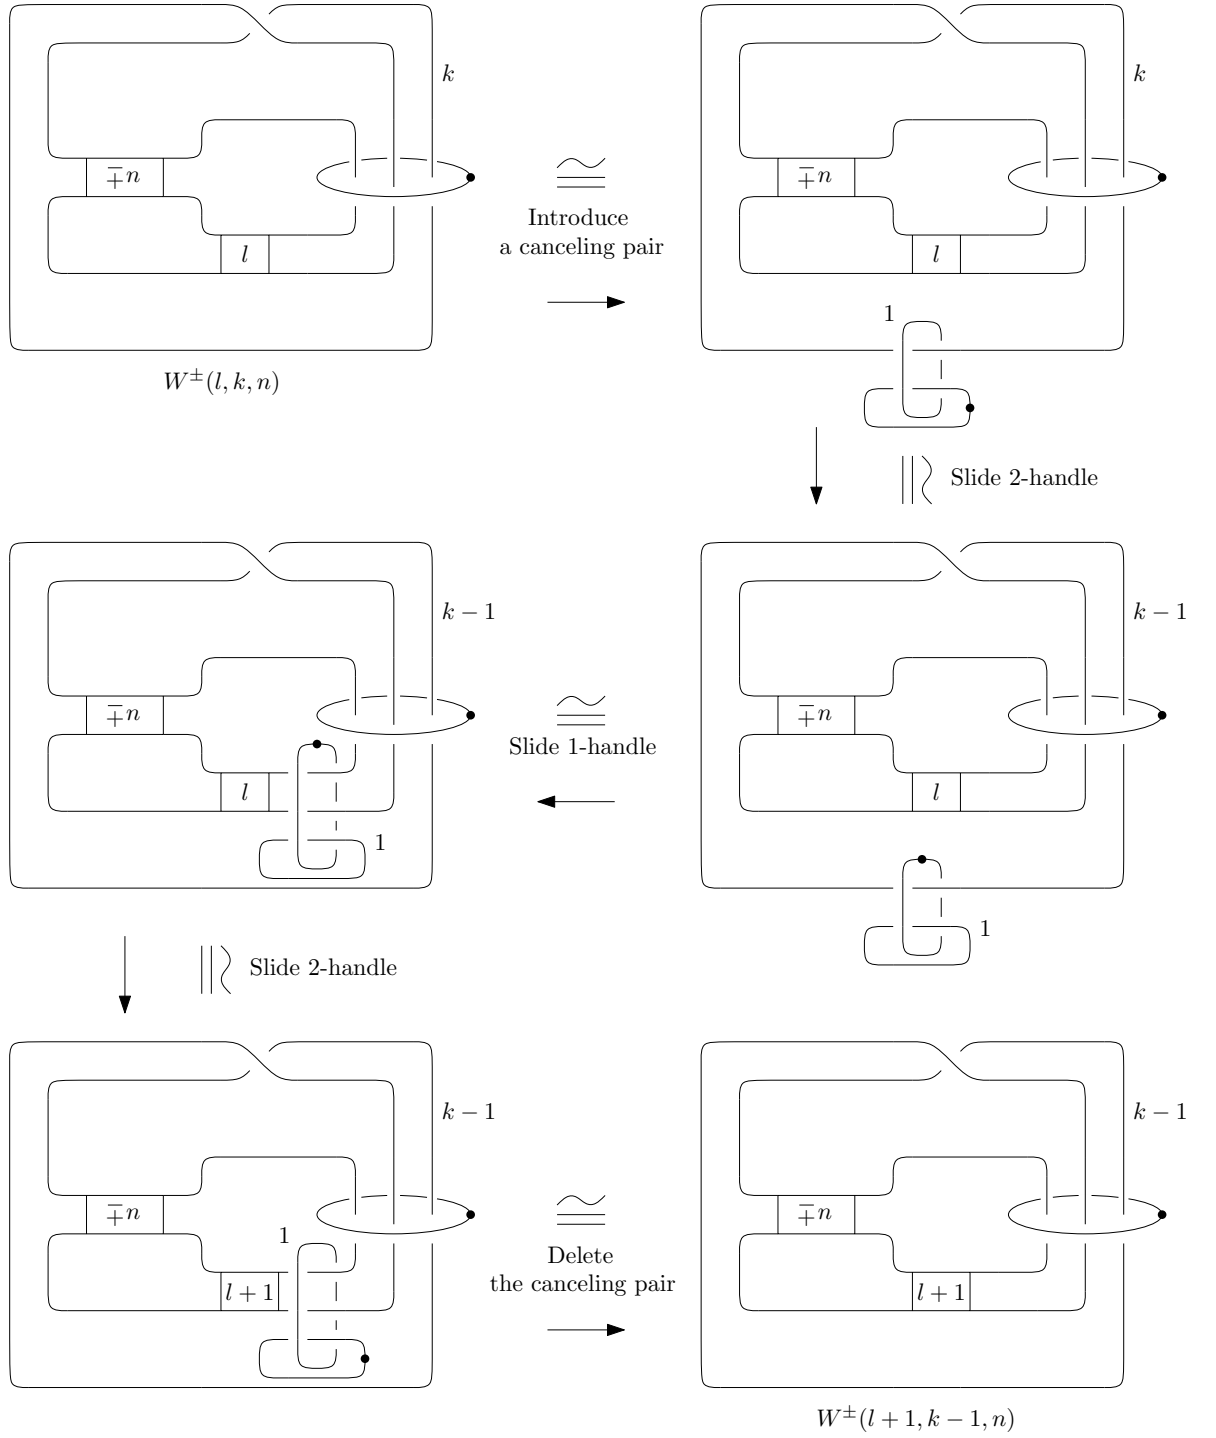 k
∓n
l
W±(l, k, n)
≅
Introduce
a canceling pair
k
∓n
l
1
Slide 2-handle
k − 1
∓n
l
1
≅
Slide 1-handle
k − 1
∓n
l
1
Slide 2-handle
k − 1
∓n
1
l + 1
≅
Delete
the canceling pair
k − 1
∓n
l + 1
W±(l + 1, k − 1, n)